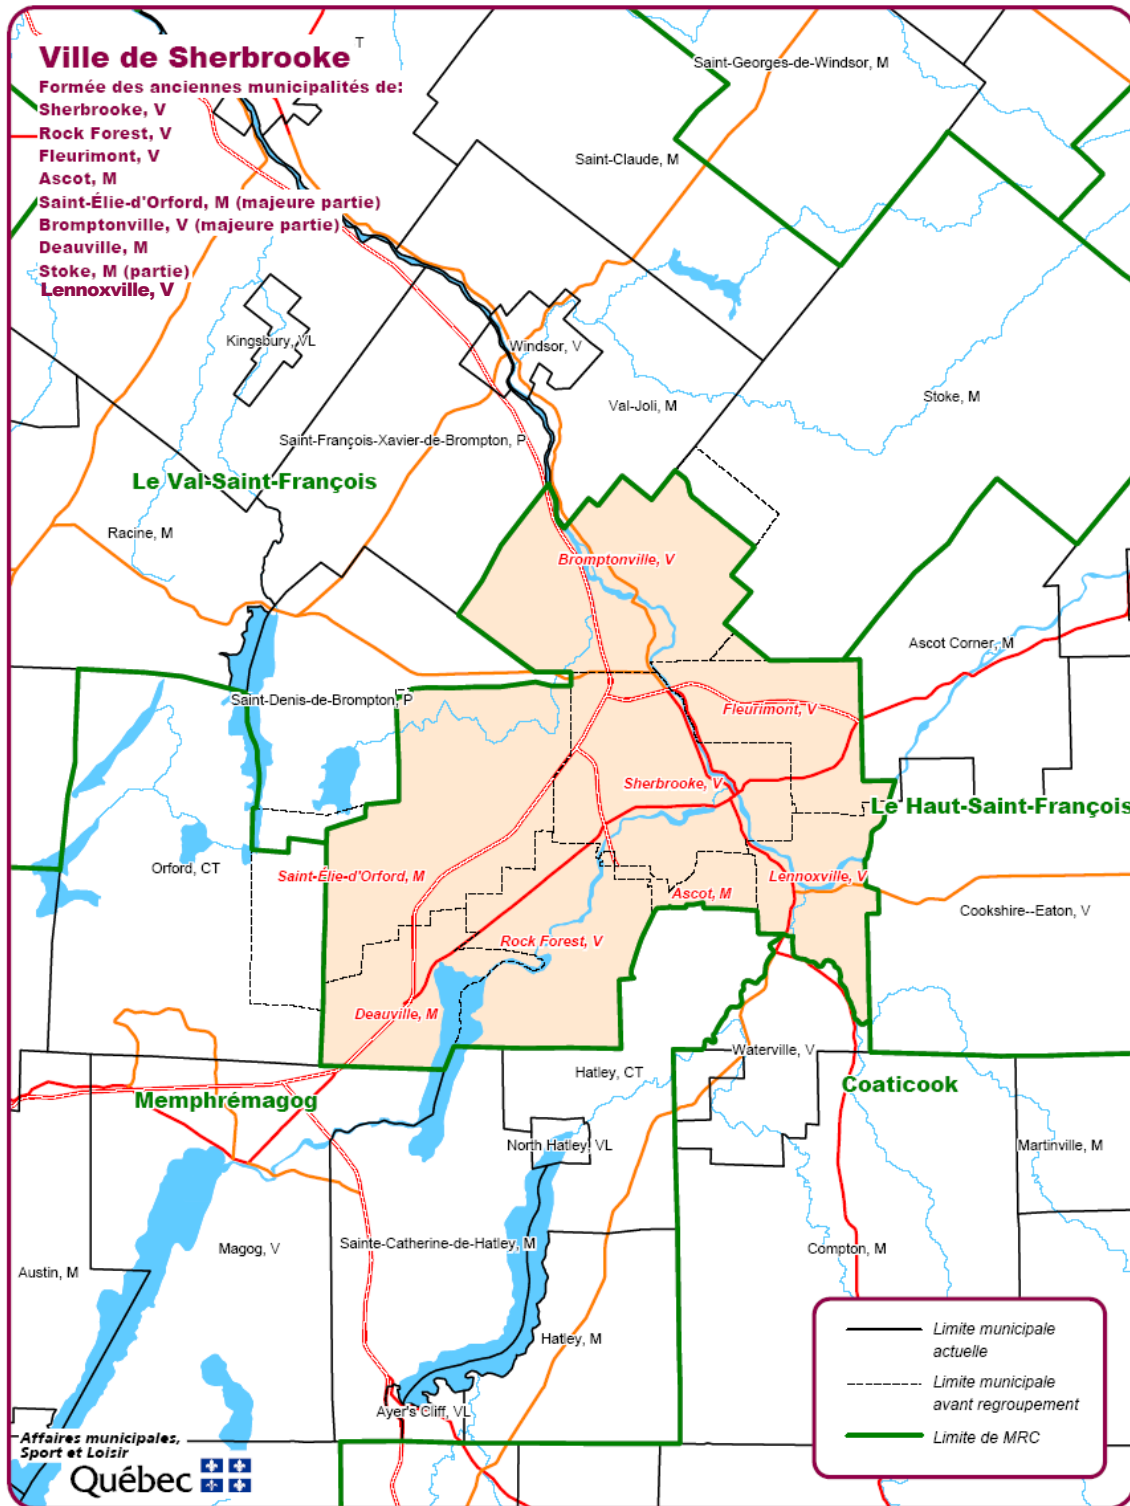 Ville de Sherbrooke
Formée des anciennes municipalités de:
Sherbrooke, V
Rock Forest, V
Fleurimont, V
Ascot, M
Saint-Élie-d'Orford, M (majeure partie)
Bromptonville, V (majeure partie)
Deauville, M
Stoke, M (partie)
Lennoxville, V
T
Saint-Georges-de-Windsor, M
Saint-Claude, M
Kingsbury, VL
Windsor, V
Stoke, M
Val-Joli, M
Saint-François-Xavier-de-Brompton, P
Le Val-Saint-François
Racine, M
Bromptonville, V
Ascot Corner, M
Saint-Denis-de-Brompton, P
Fleurimont, V
Sherbrooke, V
Le Haut-Saint-François
Orford, CT
Saint-Élie-d'Orford, M
Lennoxville, V
Ascot, M
Cookshire--Eaton, V
Rock Forest, V
Deauville, M
Waterville, V
Hatley, CT
Coaticook
Memphrémagog
North Hatley, VL
Martinville, M
Sainte-Catherine-de-Hatley, M
Magog, V
Compton, M
Austin, M
Hatley, M
Ayer's Cliff, VL
Limite municipale
actuelle
Limite municipale
avant regroupement
Limite de MRC
Affaires municipales,
Sport et Loisir
Québec